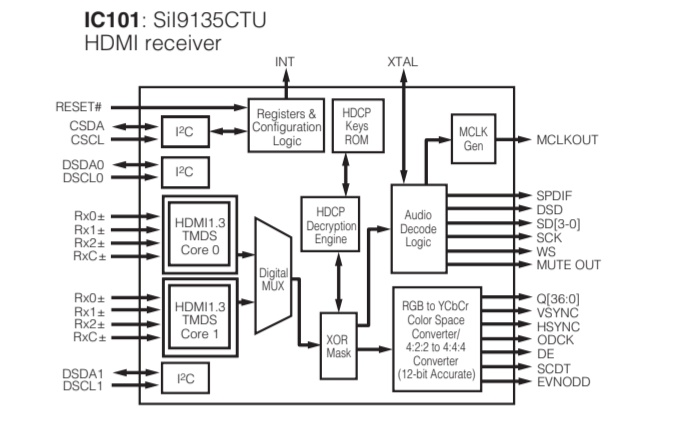 IC101: SiI9135CTU
HDMI receiver
INT
XTAL
RESET#
CSDA
CSCL
I²C
Registers &
Configuration
Logic
HDCP
Keys
ROM
MCLK
Gen
MCLKOUT
DSDA0
DSCL0
I²C
Rx0±
Rx1±
Rx2±
RxC±
HDMI1.3
TMDS
Core 0
Digital
MUX
HDCP
Decryption
Engine
Audio
Decode
Logic
SPDIF
DSD
SD[3-0]
SCK
WS
MUTE OUT
Rx0±
Rx1±
Rx2±
RxC±
HDMI1.3
TMDS
Core 1
XOR
Mask
RGB to YCbCr
Color Space
Converter/
4:2:2 to 4:4:4
Converter
(12-bit Accurate)
Q[36:0]
VSYNC
HSYNC
ODCK
DE
SCDT
EVNODD
DSDA1
DSCL1
I²C